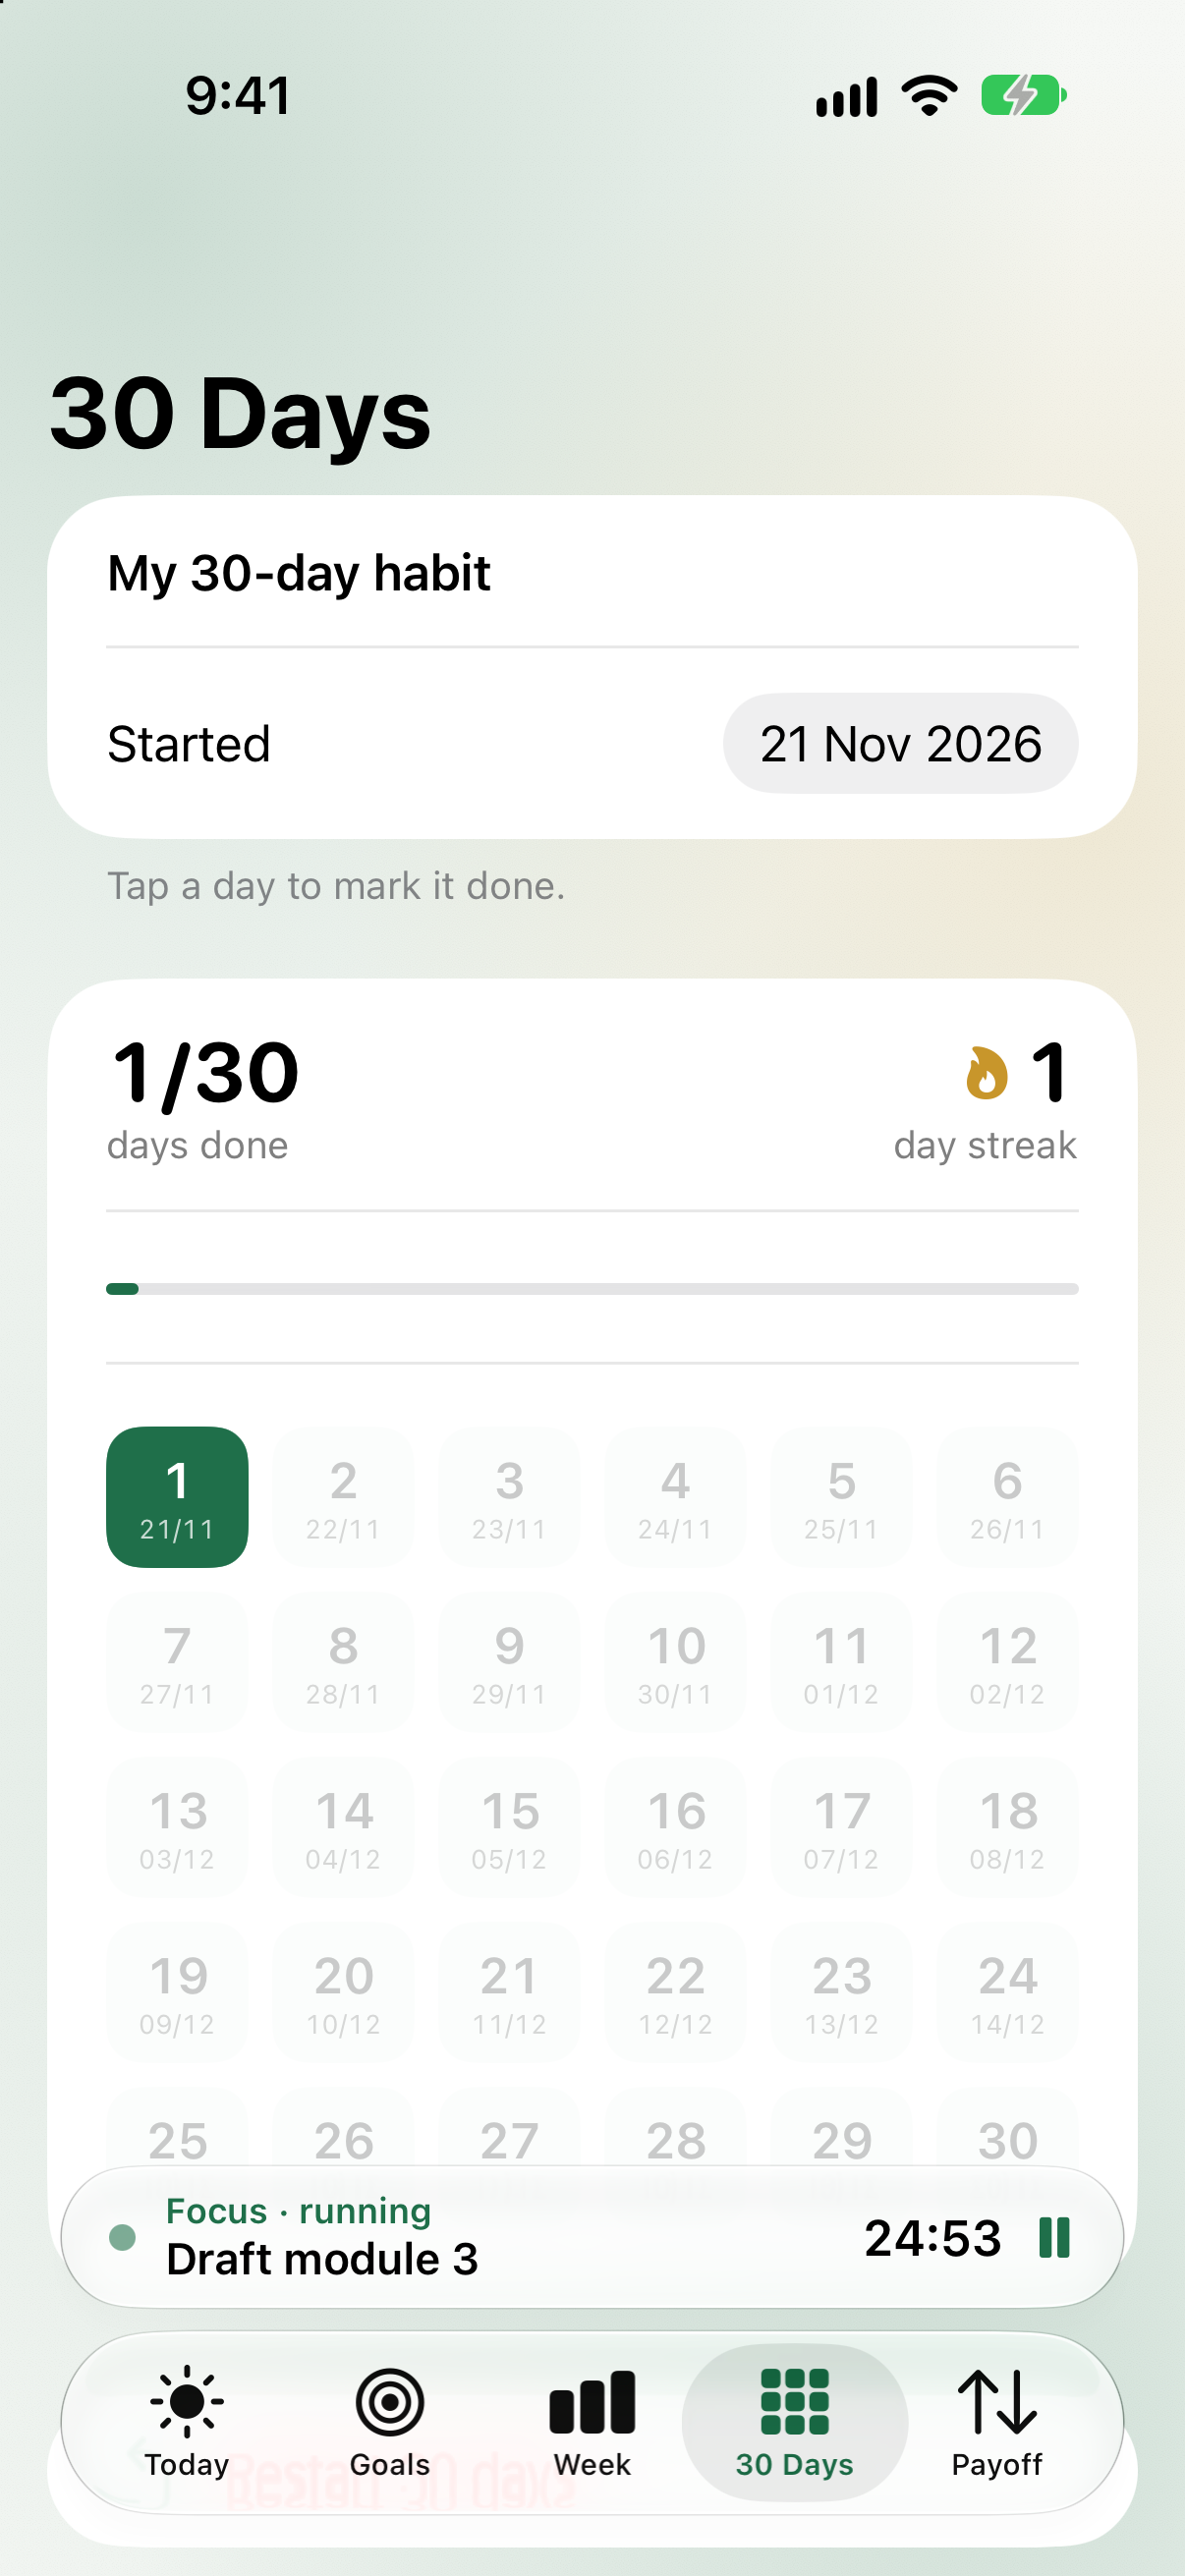 9:41
30 Days
My 30-day habit
Started
21 Nov 2026
Tap a day to mark it done.
1/30
1
days done
day streak
1 2 3 4 5 6
21/11 22/11 23/11 24/11 25/11 26/11
7 8 9 10 11 12
27/11 28/11 29/11 30/11 01/12 02/12
13 14 15 16 17 18
03/12 04/12 05/12 06/12 07/12 08/12
19 20 21 22 23 24
09/12 10/12 11/12 12/12 13/12 14/12
25 26 27 28 29 30
Focus · running
Draft module 3
24:53
Restart 30 days
Today Goals Week 30 Days Payoff